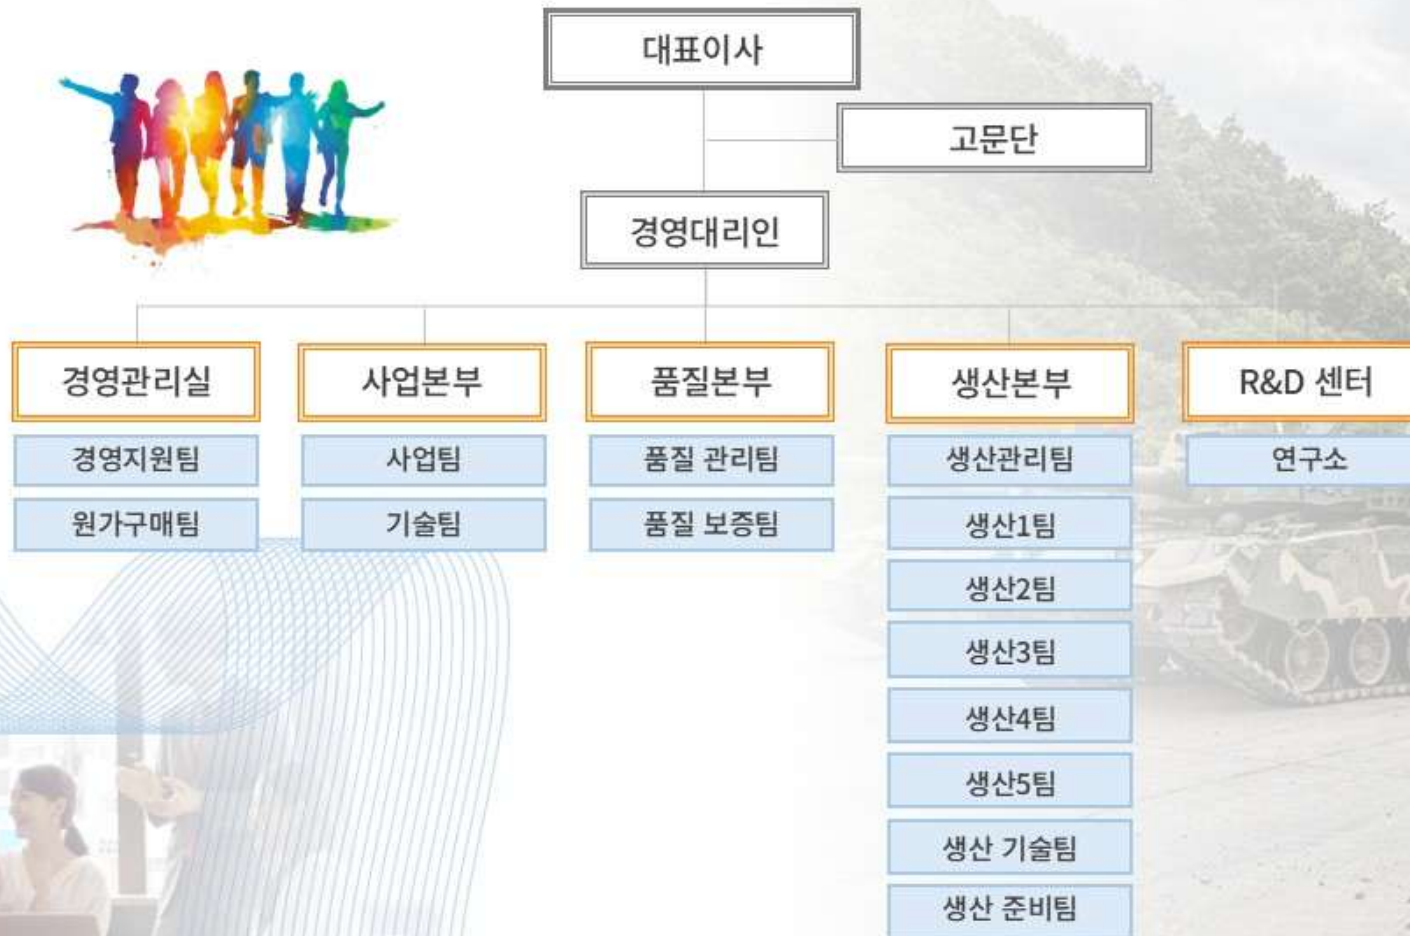 대표이사
고문단
경영대리인
경영관리실
경영지원팀
원가구매팀
사업본부
사업팀
기술팀
품질본부
품질 관리팀
품질 보증팀
생산본부
생산관리팀
생산1팀
생산2팀
생산3팀
생산4팀
생산5팀
생산 기술팀
생산 준비팀
R&D 센터
연구소